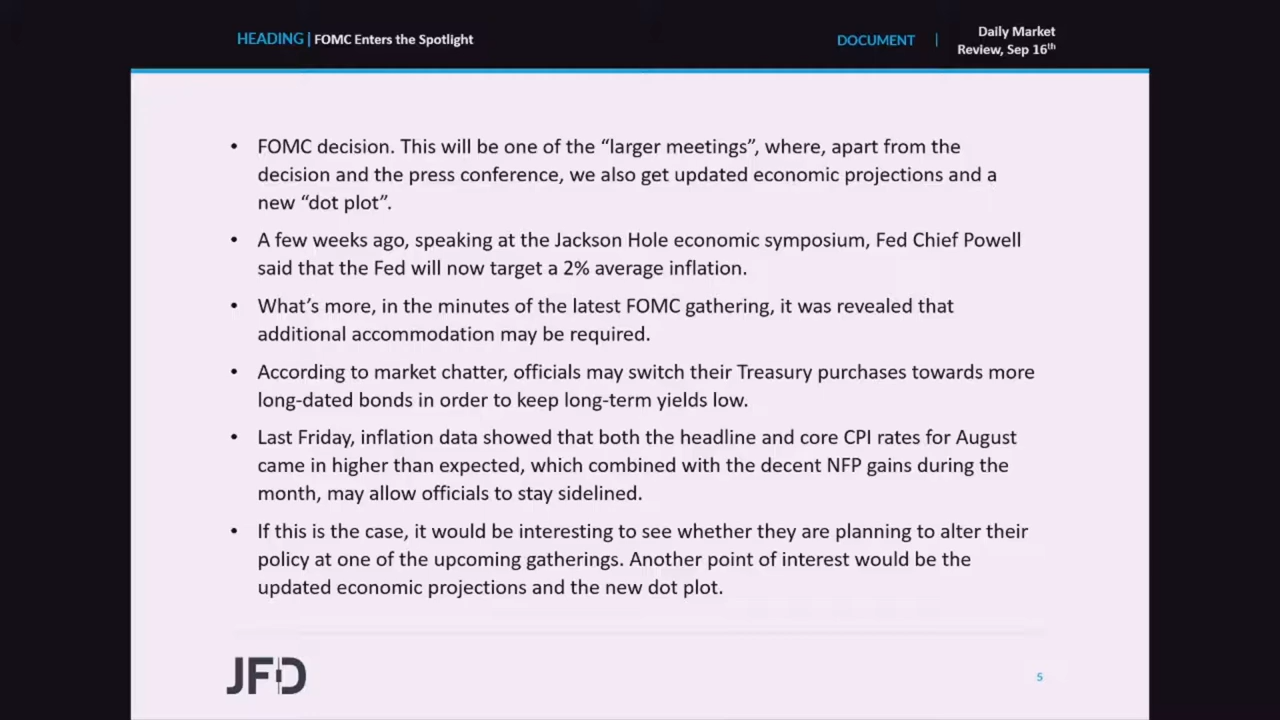 HEADING | FOMC Enters the Spotlight
DOCUMENT | Daily Market
Review, Sep 16th
• FOMC decision. This will be one of the “larger meetings”, where, apart from the
decision and the press conference, we also get updated economic projections and a
new “dot plot”.
• A few weeks ago, speaking at the Jackson Hole economic symposium, Fed Chief Powell
said that the Fed will now target a 2% average inflation.
• What’s more, in the minutes of the latest FOMC gathering, it was revealed that
additional accommodation may be required.
• According to market chatter, officials may switch their Treasury purchases towards more
long-dated bonds in order to keep long-term yields low.
• Last Friday, inflation data showed that both the headline and core CPI rates for August
came in higher than expected, which combined with the decent NFP gains during the
month, may allow officials to stay sidelined.
• If this is the case, it would be interesting to see whether they are planning to alter their
policy at one of the upcoming gatherings. Another point of interest would be the
updated economic projections and the new dot plot.
JFD
5